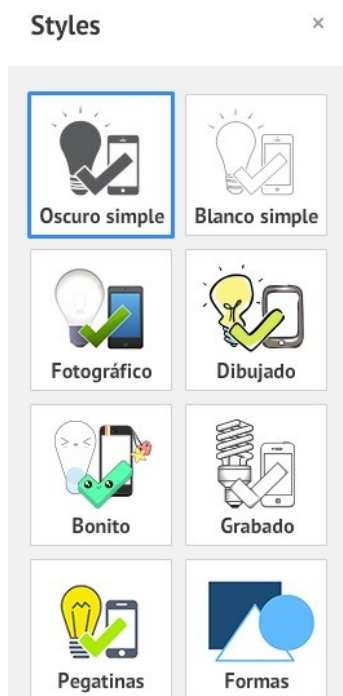 Styles ×
Oscuro simple
Blanco simple
Fotográfico
Dibujado
Bonito
Grabado
Pegatinas
Formas